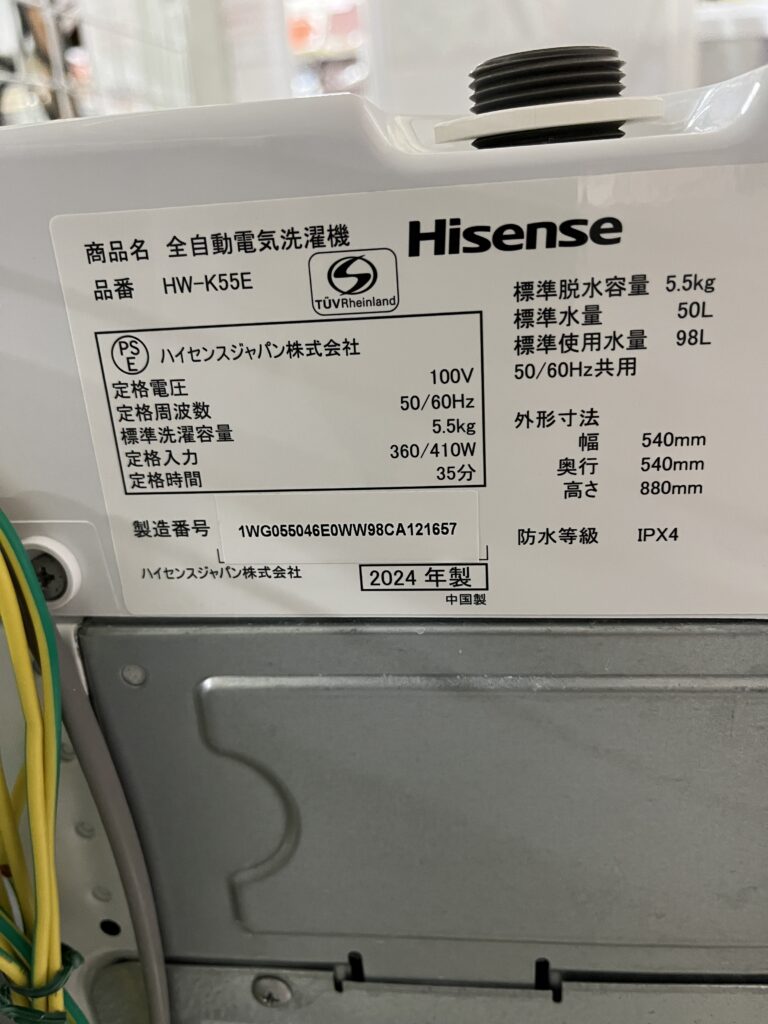 商品名 全自動電気洗濯機
品番 HW-K55E
TÜVRheinland
Hisense
PS
E
ハイセンスジャパン株式会社
定格電圧 100V
定格周波数 50/60Hz
標準洗濯容量 5.5kg
定格入力 360/410W
定格時間 35分
製造番号 1WG055046E0WW98CA121657
ハイセンスジャパン株式会社
2024 年製
中国製
標準脱水容量 5.5kg
標準水量 50L
標準使用水量 98L
50/60Hz共用
外形寸法
幅 540mm
奥行 540mm
高さ 880mm
防水等級 IPX4